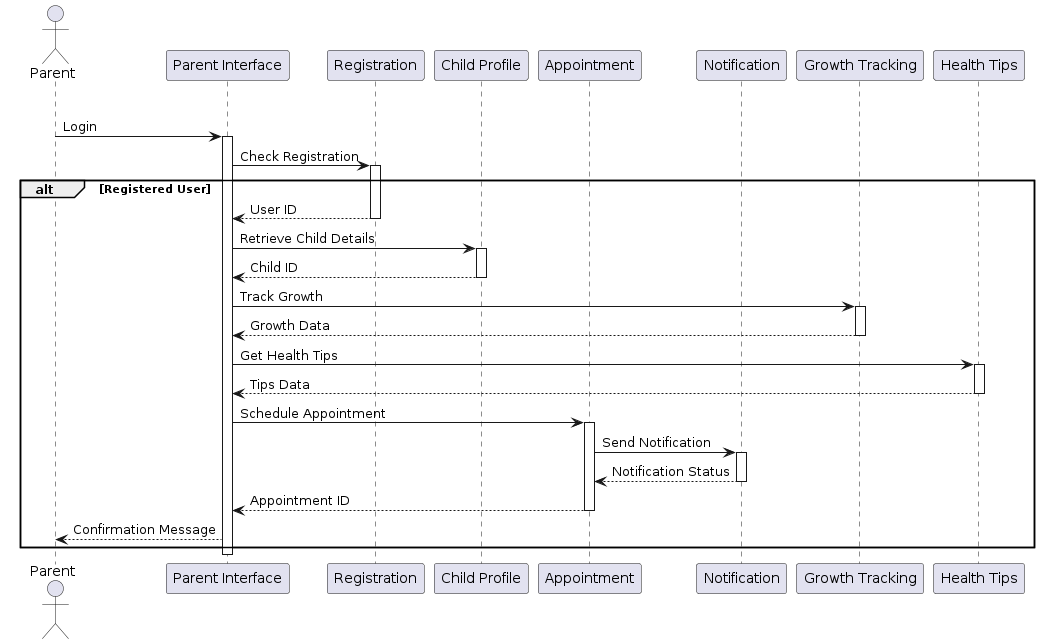 Parent
Parent Interface
Registration
Child Profile
Appointment
Notification
Growth Tracking
Health Tips
Login
Check Registration
alt
[Registered User]
User ID
Retrieve Child Details
Child ID
Track Growth
Growth Data
Get Health Tips
Tips Data
Schedule Appointment
Send Notification
Notification Status
Appointment ID
Confirmation Message
Parent
Parent Interface
Registration
Child Profile
Appointment
Notification
Growth Tracking
Health Tips